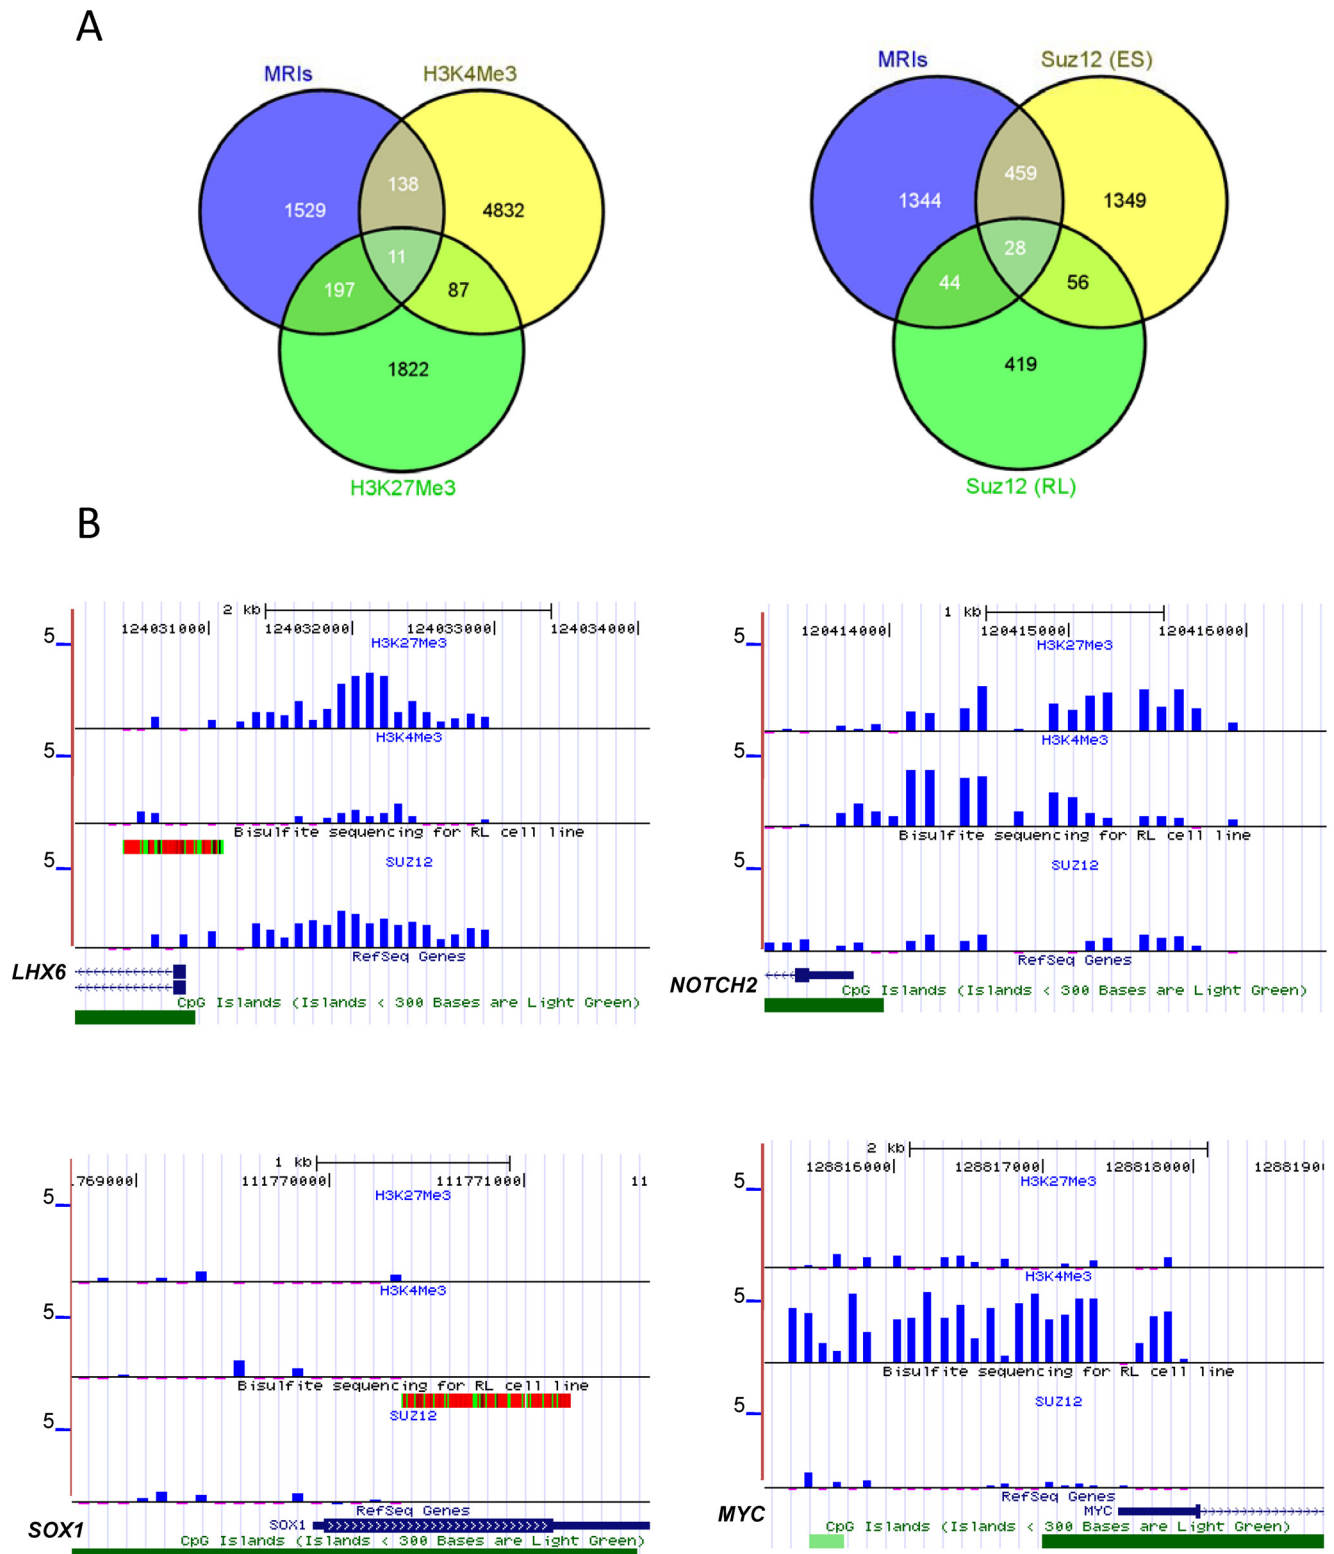 A
MRIs
H3K4Me3
1529
138
4832
11
197
87
1822
H3K27Me3
MRIs
Suz12 (ES)
1344
459
1349
28
44
56
419
Suz12 (RL)
B
2 kb
124031000 124032000 124033000 124034000
5
H3K27Me3
5
H3K4Me3
Bisulfite sequencing for RL cell line
5
SUZ12
RefSeq Genes
LHX6
CpG Islands (Islands < 300 Bases are Light Green)
1 kb
120414000 120415000 120416000
5
H3K27Me3
5
H3K4Me3
Bisulfite sequencing for RL cell line
5
SUZ12
RefSeq Genes
NOTCH2
CpG Islands (Islands < 300 Bases are Light Green)
1 kb
.769000 111770000 111771000 11
5
H3K27Me3
5
H3K4Me3
Bisulfite sequencing for RL cell line
5
SUZ12
RefSeq Genes
SOX1
SOX1
CpG Islands (Islands < 300 Bases are Light Green)
2 kb
128816000 128817000 128818000 1288190
5
H3K27Me3
5
H3K4Me3
Bisulfite sequencing for RL cell line
5
SUZ12
RefSeq Genes
MYC
MYC
CpG Islands (Islands < 300 Bases are Light Green)